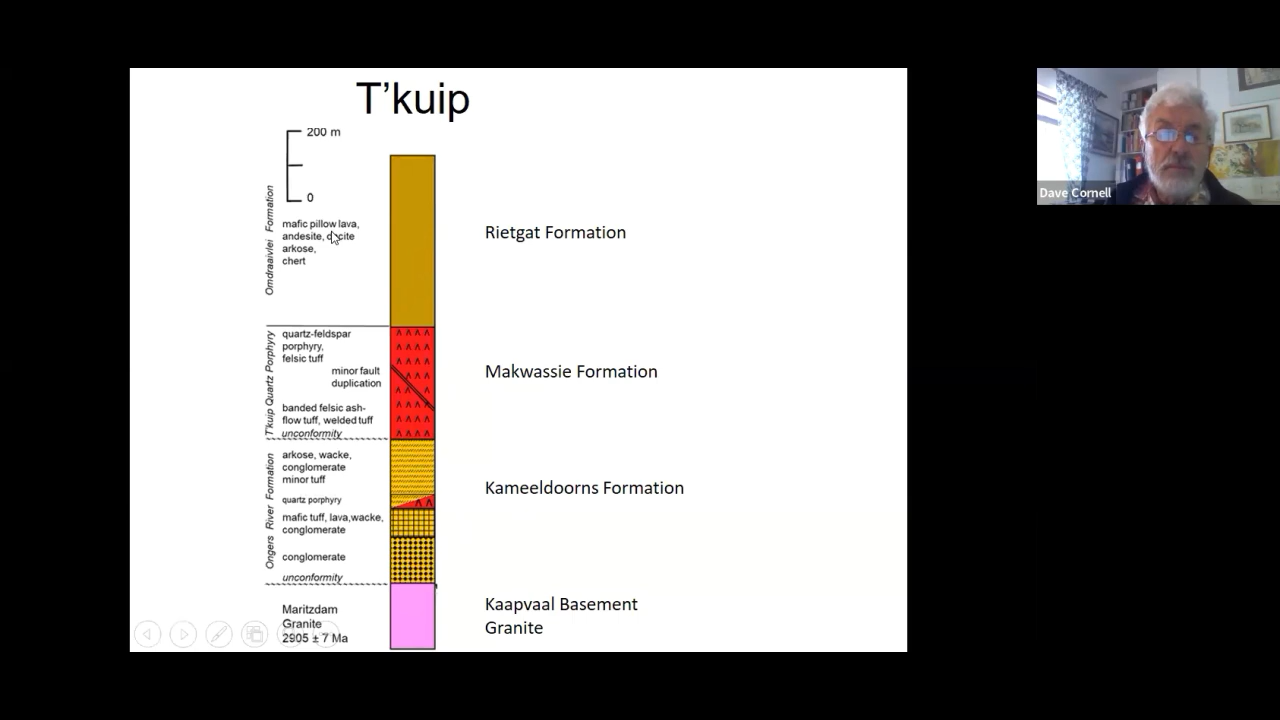 T'kuip
200 m
0
Omdraaivlei Formation
mafic pillow lava,
andesite, dacite
arkose,
chert
Rietgat Formation
T'kuip Quartz Porphyry
quartz-feldspar
porphyry,
felsic tuff
minor fault
duplication
banded felsic ash-
flow tuff, welded tuff
unconformity
Makwassie Formation
Ongers River Formation
arkose, wacke,
conglomerate
minor tuff
quartz porphyry
mafic tuff, lava,wacke,
conglomerate
conglomerate
unconformity
Kameeldoorns Formation
Maritzdam
Granite
2905 ± 7 Ma
Kaapvaal Basement
Granite
Dave Cornell